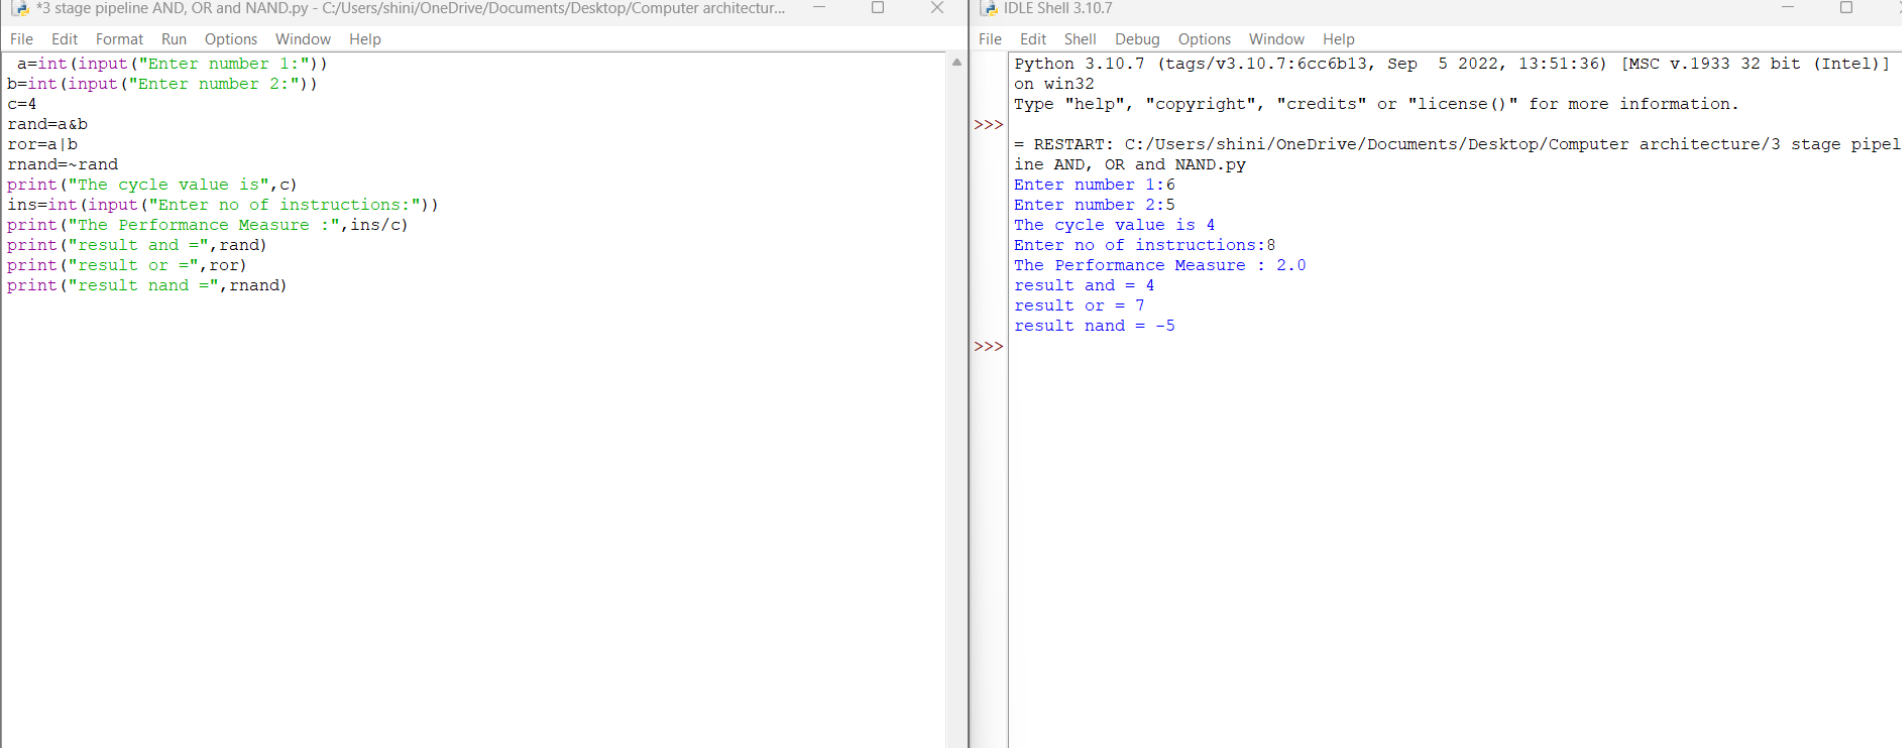 *3 stage pipeline AND, OR and NAND.py - C:/Users/shini/OneDrive/Documents/Desktop/Computer architectur...
File Edit Format Run Options Window Help
 a=int(input("Enter number 1:"))
b=int(input("Enter number 2:"))
c=4
rand=a&b
ror=a|b
rnand=~rand
print("The cycle value is",c)
ins=int(input("Enter no of instructions:"))
print("The Performance Measure :",ins/c)
print("result and =",rand)
print("result or =",ror)
print("result nand =",rnand)
IDLE Shell 3.10.7
File Edit Shell Debug Options Window Help
Python 3.10.7 (tags/v3.10.7:6cc6b13, Sep  5 2022, 13:51:36) [MSC v.1933 32 bit (Intel)]
on win32
Type "help", "copyright", "credits" or "license()" for more information.
>>>
= RESTART: C:/Users/shini/OneDrive/Documents/Desktop/Computer architecture/3 stage pipel
ine AND, OR and NAND.py
Enter number 1:6
Enter number 2:5
The cycle value is 4
Enter no of instructions:8
The Performance Measure : 2.0
result and = 4
result or = 7
result nand = -5
>>>